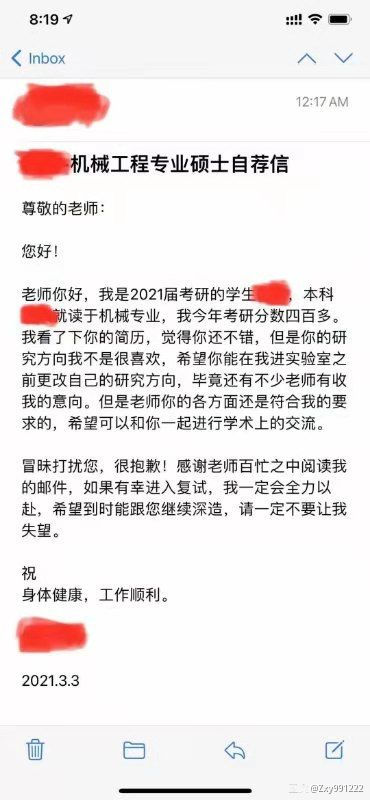 8:19
Inbox
12:17 AM
机械工程专业硕士自荐信
尊敬的老师：
您好！
老师你好，我是2021届考研的学生，本科
就读于机械专业，我今年考研分数四百多。
我看了下你的简历，觉得你还不错，但是你的研
究方向我不是很喜欢，希望你能在我进实验室之
前更改自己的研究方向，毕竟还有不少老师有收
我的意向。但是老师你的各方面还是符合我的要
求的，希望可以和你一起进行学术上的交流。
冒昧打扰您，很抱歉！感谢老师百忙之中阅读我
的邮件，如果有幸进入复试，我一定会全力以
赴，希望到时能跟您继续深造，请一定不要让我
失望。
祝
身体健康，工作顺利。
2021.3.3
@Zxy991222